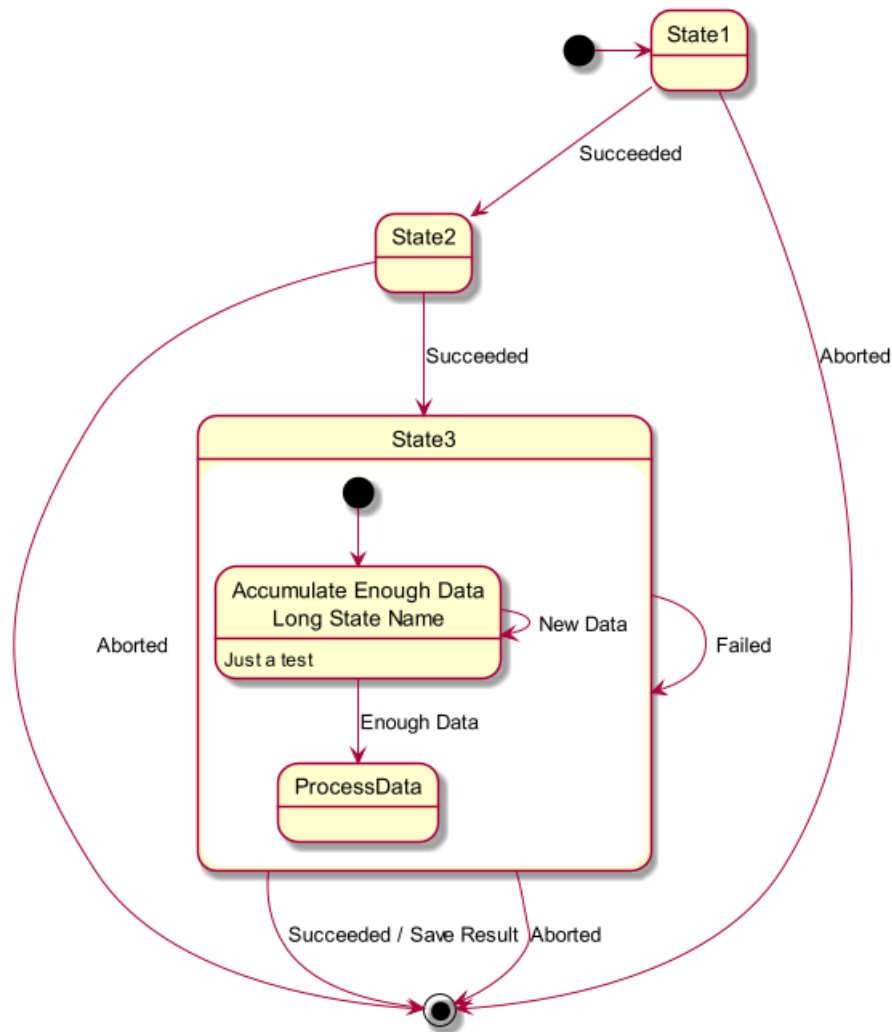 State1
Succeeded
State2
Succeeded
Aborted
State3
Accumulate Enough Data
Long State Name
New Data
Just a test
Aborted
Failed
Enough Data
ProcessData
Succeeded / Save Result
Aborted